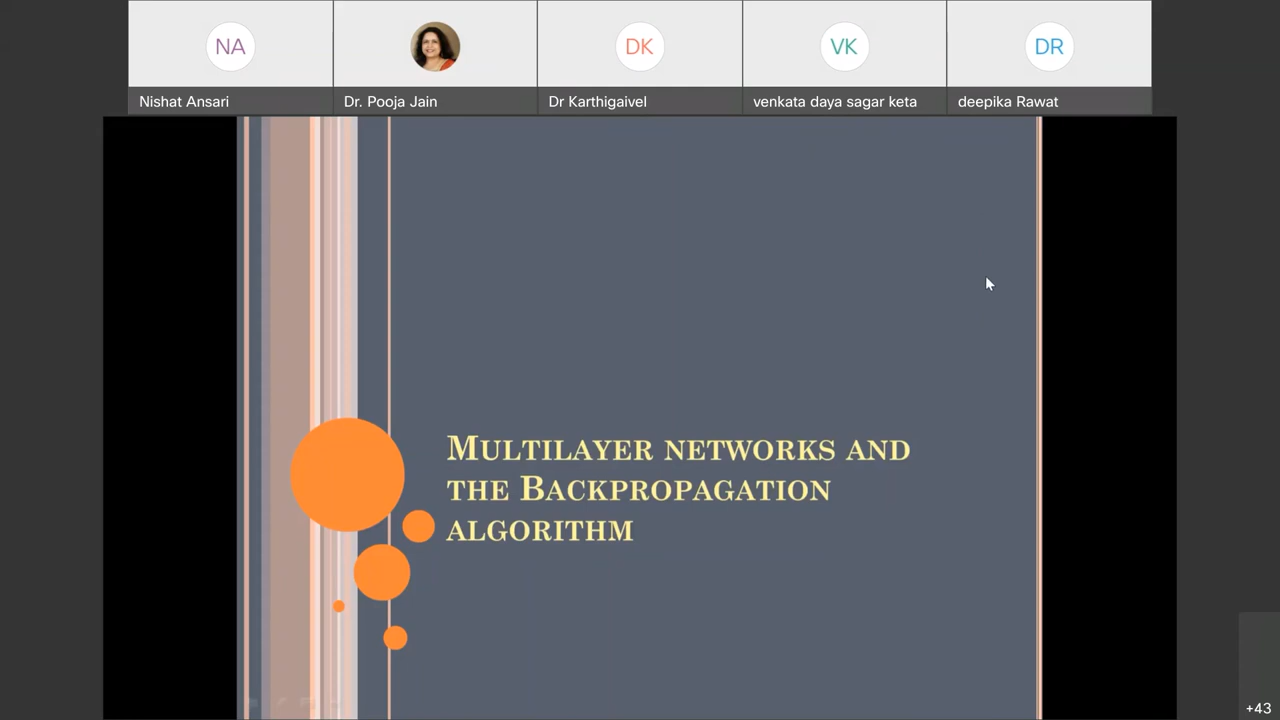 NA
DK
VK
DR
Nishat Ansari
Dr. Pooja Jain
Dr Karthigaivel
venkata daya sagar keta
deepika Rawat
MULTILAYER NETWORKS AND
THE BACKPROPAGATION
ALGORITHM
+43